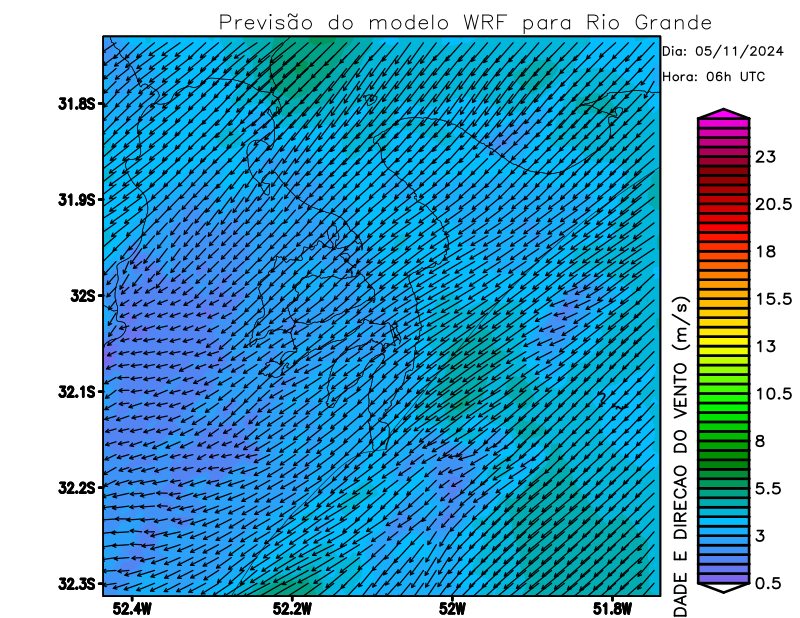 Previsão do modelo WRF para Rio Grande
Dia: 05/11/2024
Hora: 06h UTC
31.8S
31.9S
32S
32.1S
32.2S
32.3S
52.4W
52.2W
52W
51.8W
23
20.5
18
15.5
13
10.5
8
5.5
3
0.5
DADE E DIRECAO DO VENTO (m/s)